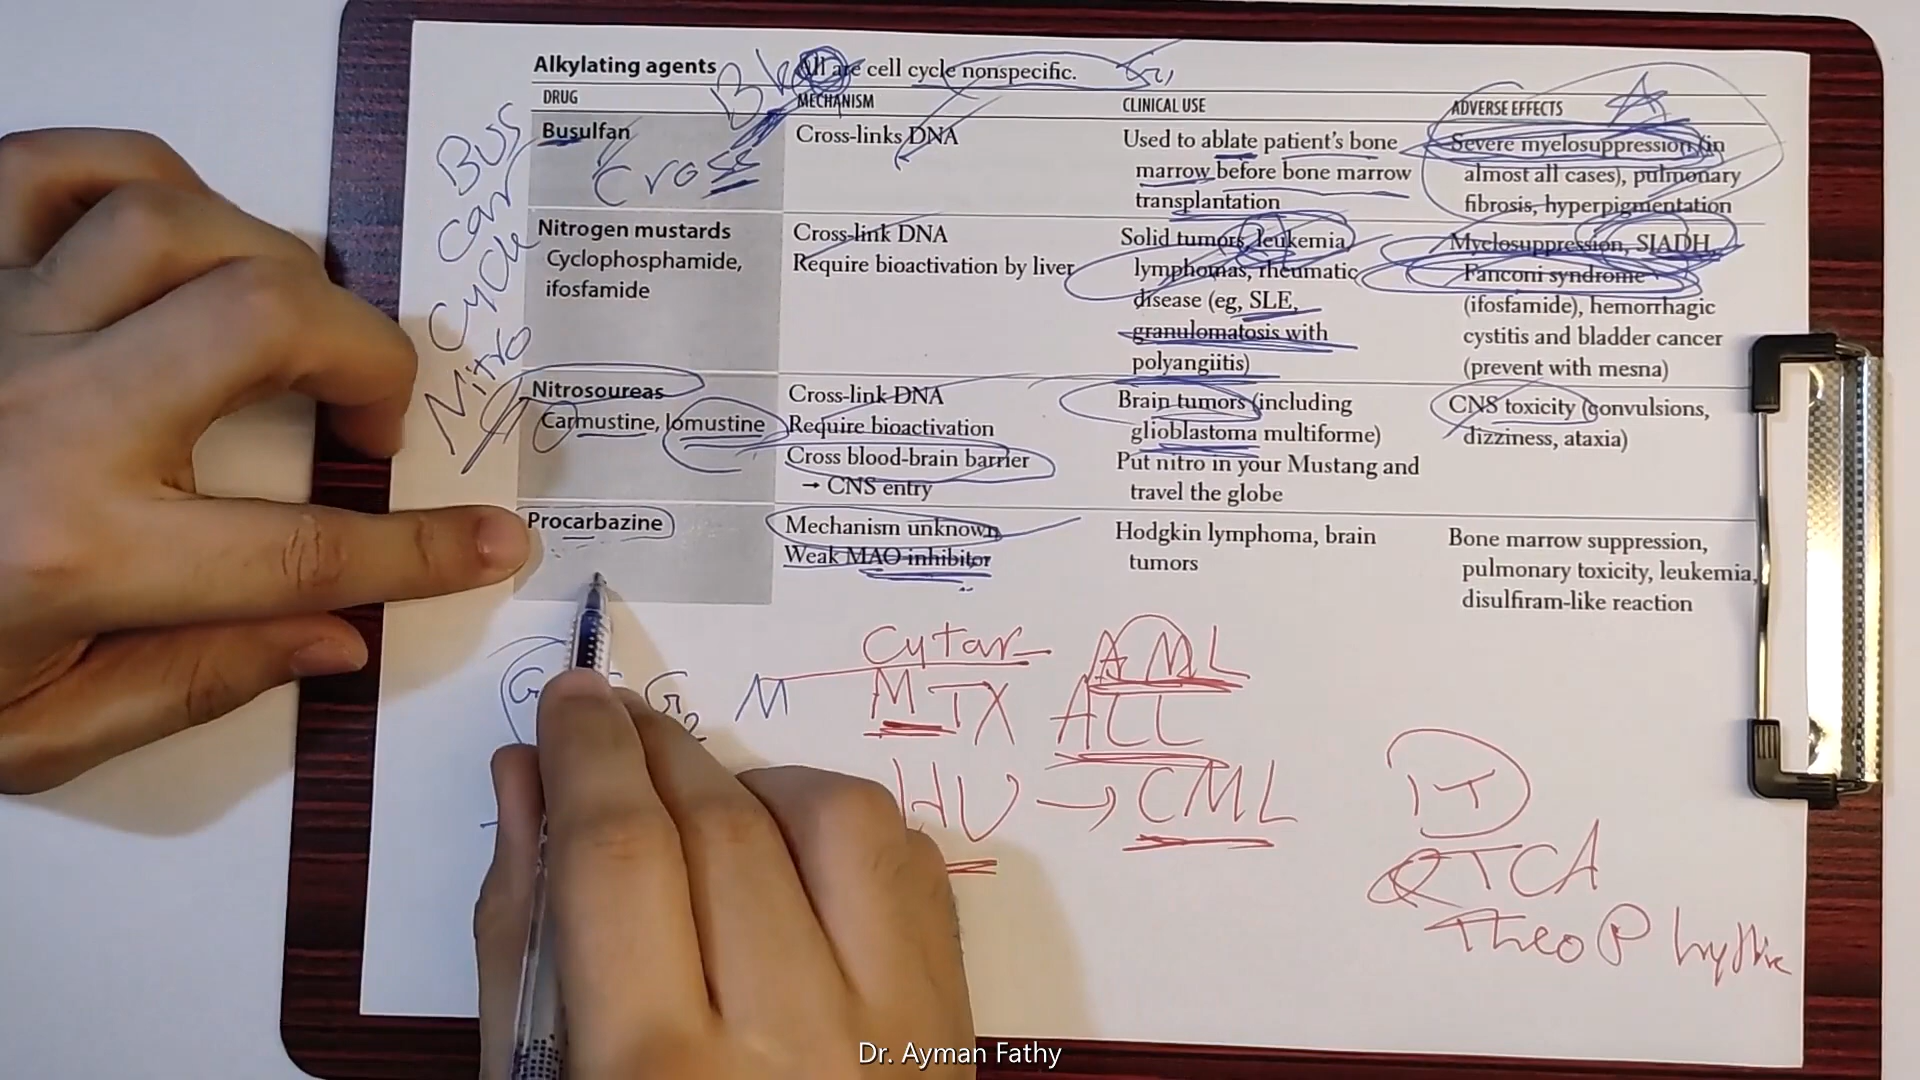 Alkylating agents All are cell cycle nonspecific.
DRUG MECHANISM CLINICAL USE ADVERSE EFFECTS
Busulfan
Cross-links DNA
Used to ablate patient's bone
marrow before bone marrow
transplantation
Severe myelosuppression (in
almost all cases), pulmonary
fibrosis, hyperpigmentation
Cross
Bus
Car
Cycle
Nitro
Nitrogen mustards
Cyclophosphamide,
ifosfamide
Cross-link DNA
Require bioactivation by liver
Solid tumors, leukemia
lymphomas, rheumatic
disease (eg, SLE,
granulomatosis with
polyangiitis)
Myelosuppression, SIADH
Fanconi syndrome
(ifosfamide), hemorrhagic
cystitis and bladder cancer
(prevent with mesna)
Nitrosoureas
Carmustine, lomustine
Cross-link DNA
Require bioactivation
Cross blood-brain barrier
→ CNS entry
Brain tumors (including
glioblastoma multiforme)
Put nitro in your Mustang and
travel the globe
CNS toxicity (convulsions,
dizziness, ataxia)
Procarbazine
Mechanism unknown
Weak MAO inhibitor
Hodgkin lymphoma, brain
tumors
Bone marrow suppression,
pulmonary toxicity, leukemia,
disulfiram-like reaction
G2 M
Cytar AML
MTX ALL
HU → CML
IT
TCA
Dr. Ayman Fathy